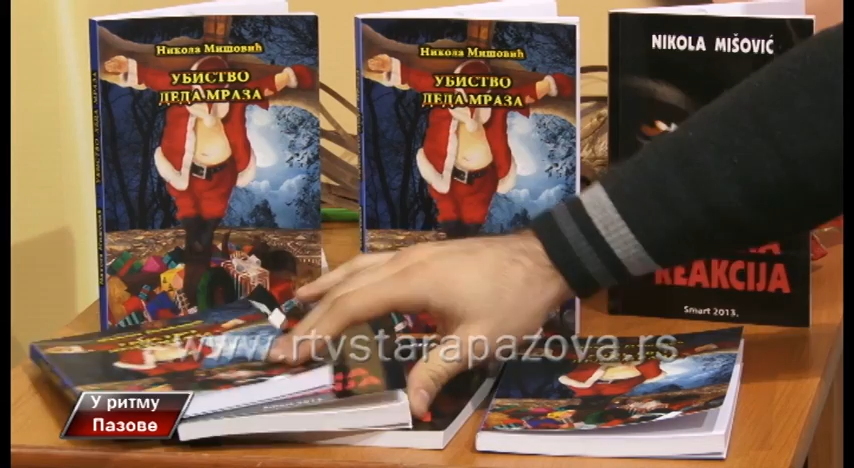 Никола Мишовић
УБИСТВО
ДЕДА МРАЗА
Никола Мишовић
УБИСТВО
ДЕДА МРАЗА
NIKOLA MIŠOVIĆ
REAKCIJA
Smart 2013.
www.rtvstarapazova.rs
У ритму
Пазове